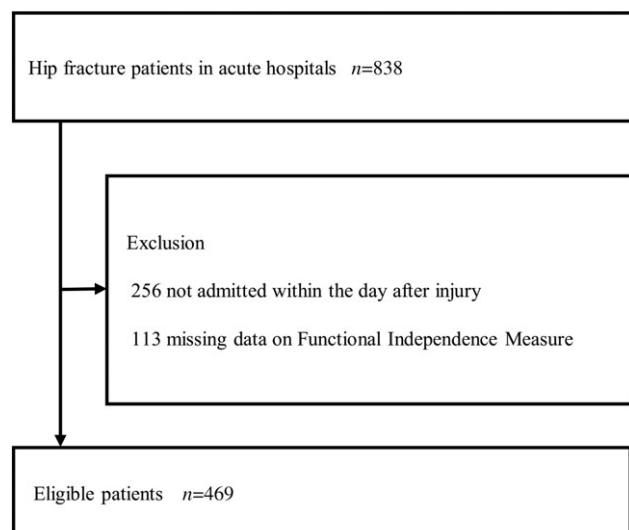 Hip fracture patients in acute hospitals n=838
Exclusion
256 not admitted within the day after injury
113 missing data on Functional Independence Measure
Eligible patients n=469